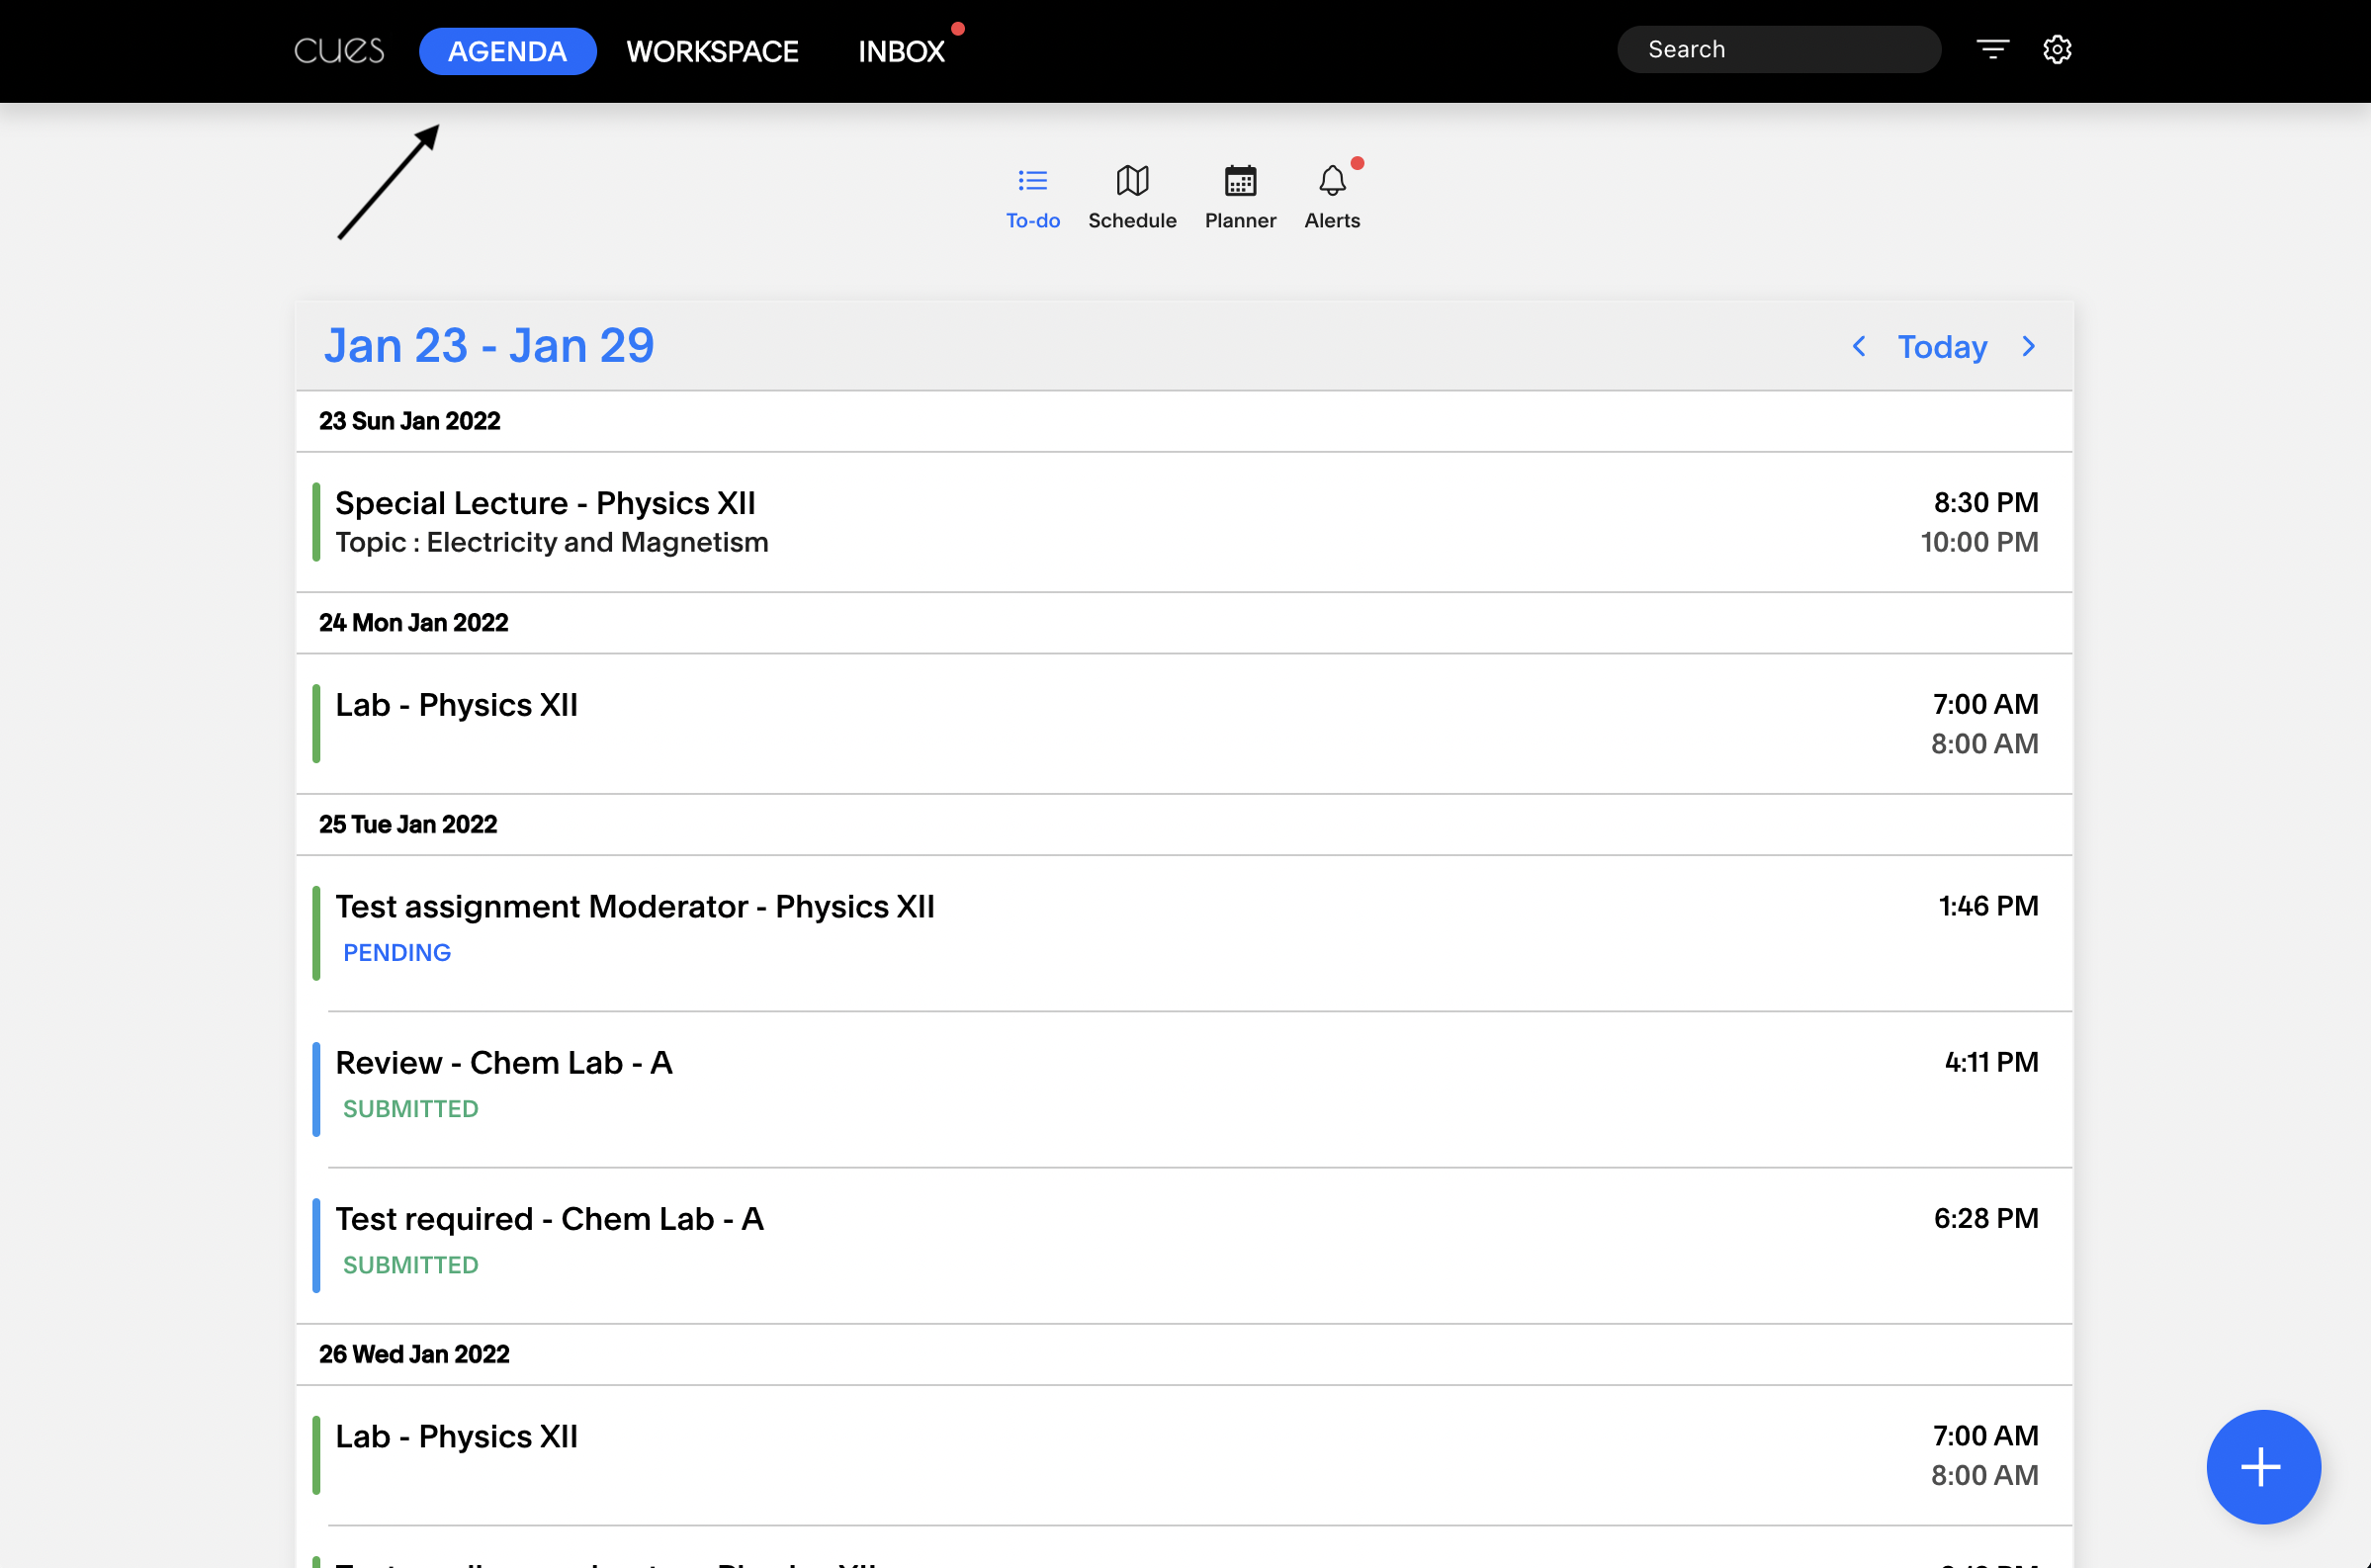 cues AGENDA WORKSPACE INBOX Search
To-do Schedule Planner Alerts
Jan 23 - Jan 29 Today
23 Sun Jan 2022
Special Lecture - Physics XII 8:30 PM
Topic : Electricity and Magnetism 10:00 PM
24 Mon Jan 2022
Lab - Physics XII 7:00 AM
8:00 AM
25 Tue Jan 2022
Test assignment Moderator - Physics XII 1:46 PM
PENDING
Review - Chem Lab - A 4:11 PM
SUBMITTED
Test required - Chem Lab - A 6:28 PM
SUBMITTED
26 Wed Jan 2022
Lab - Physics XII 7:00 AM
8:00 AM